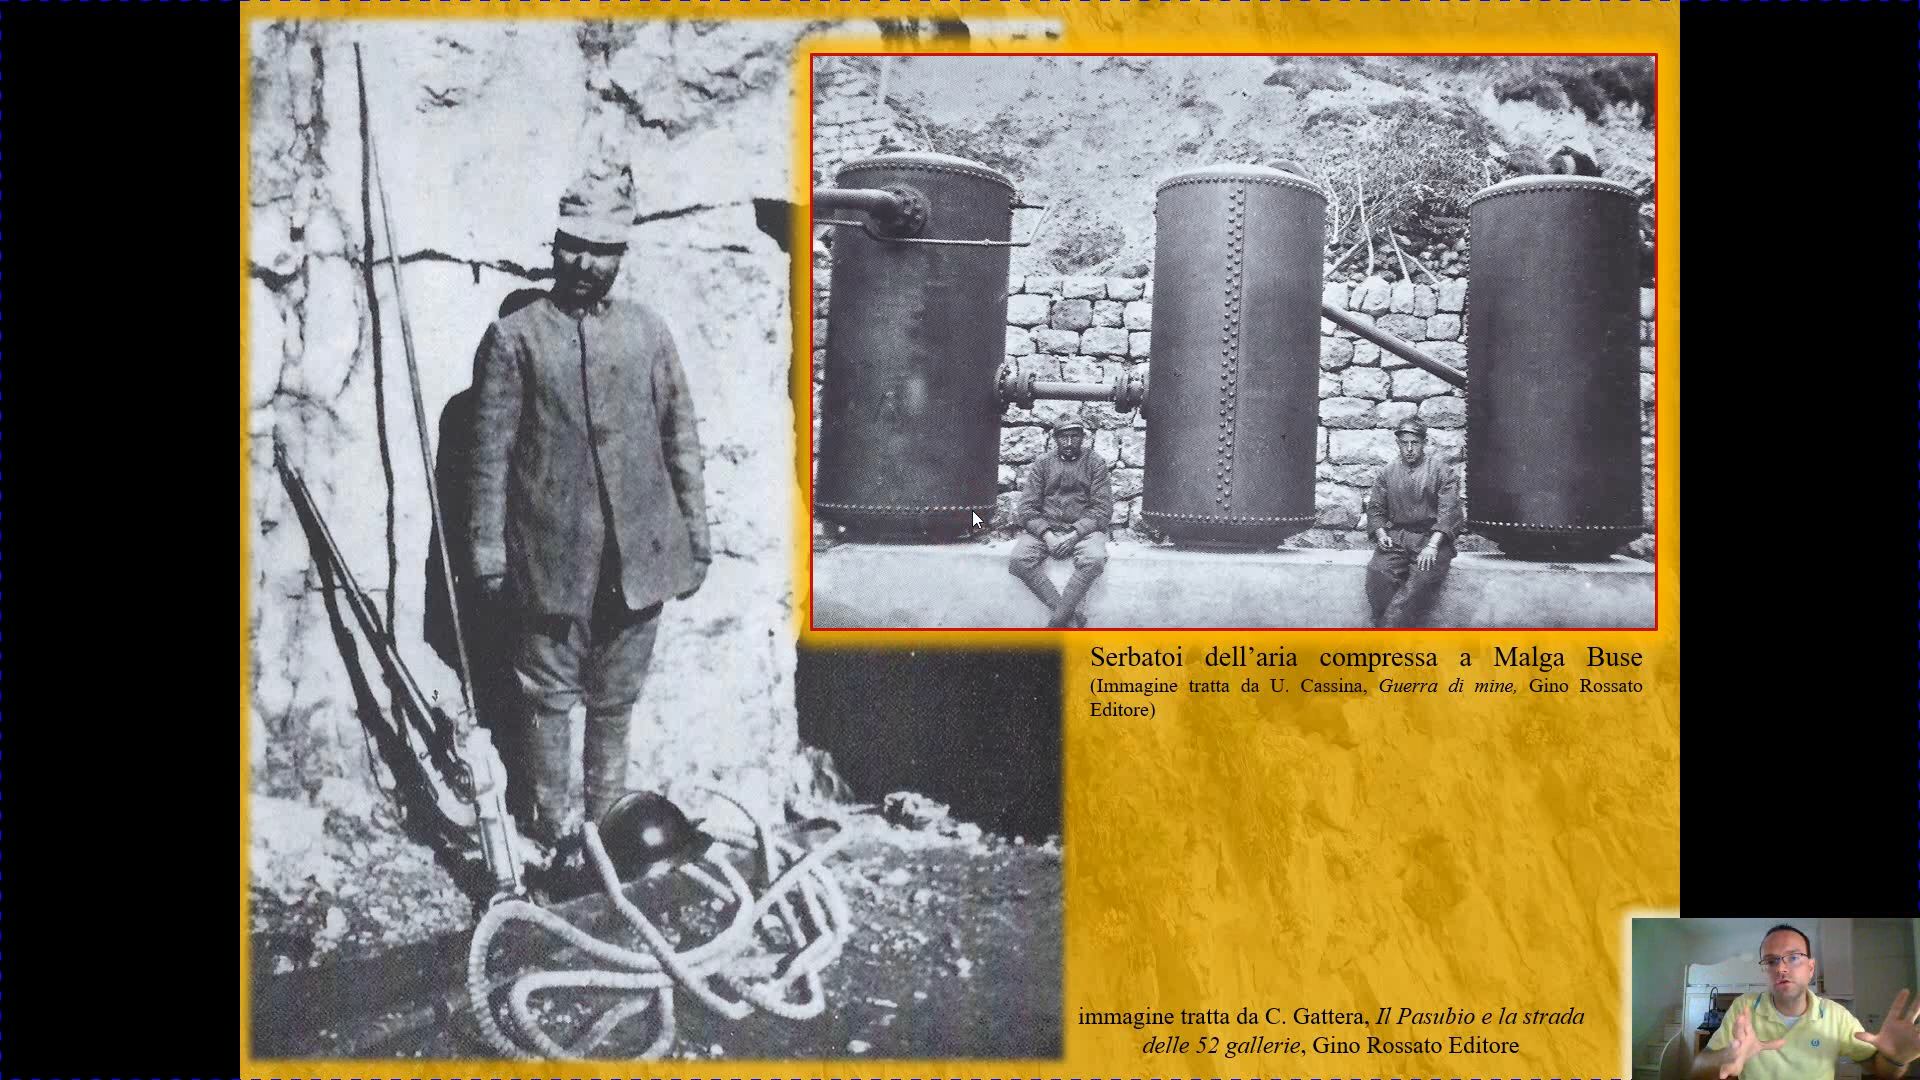 Serbatoi dell’aria compressa a Malga Buse
(Immagine tratta da U. Cassina, Guerra di mine, Gino Rossato
Editore)
immagine tratta da C. Gattera, Il Pasubio e la strada
delle 52 gallerie, Gino Rossato Editore